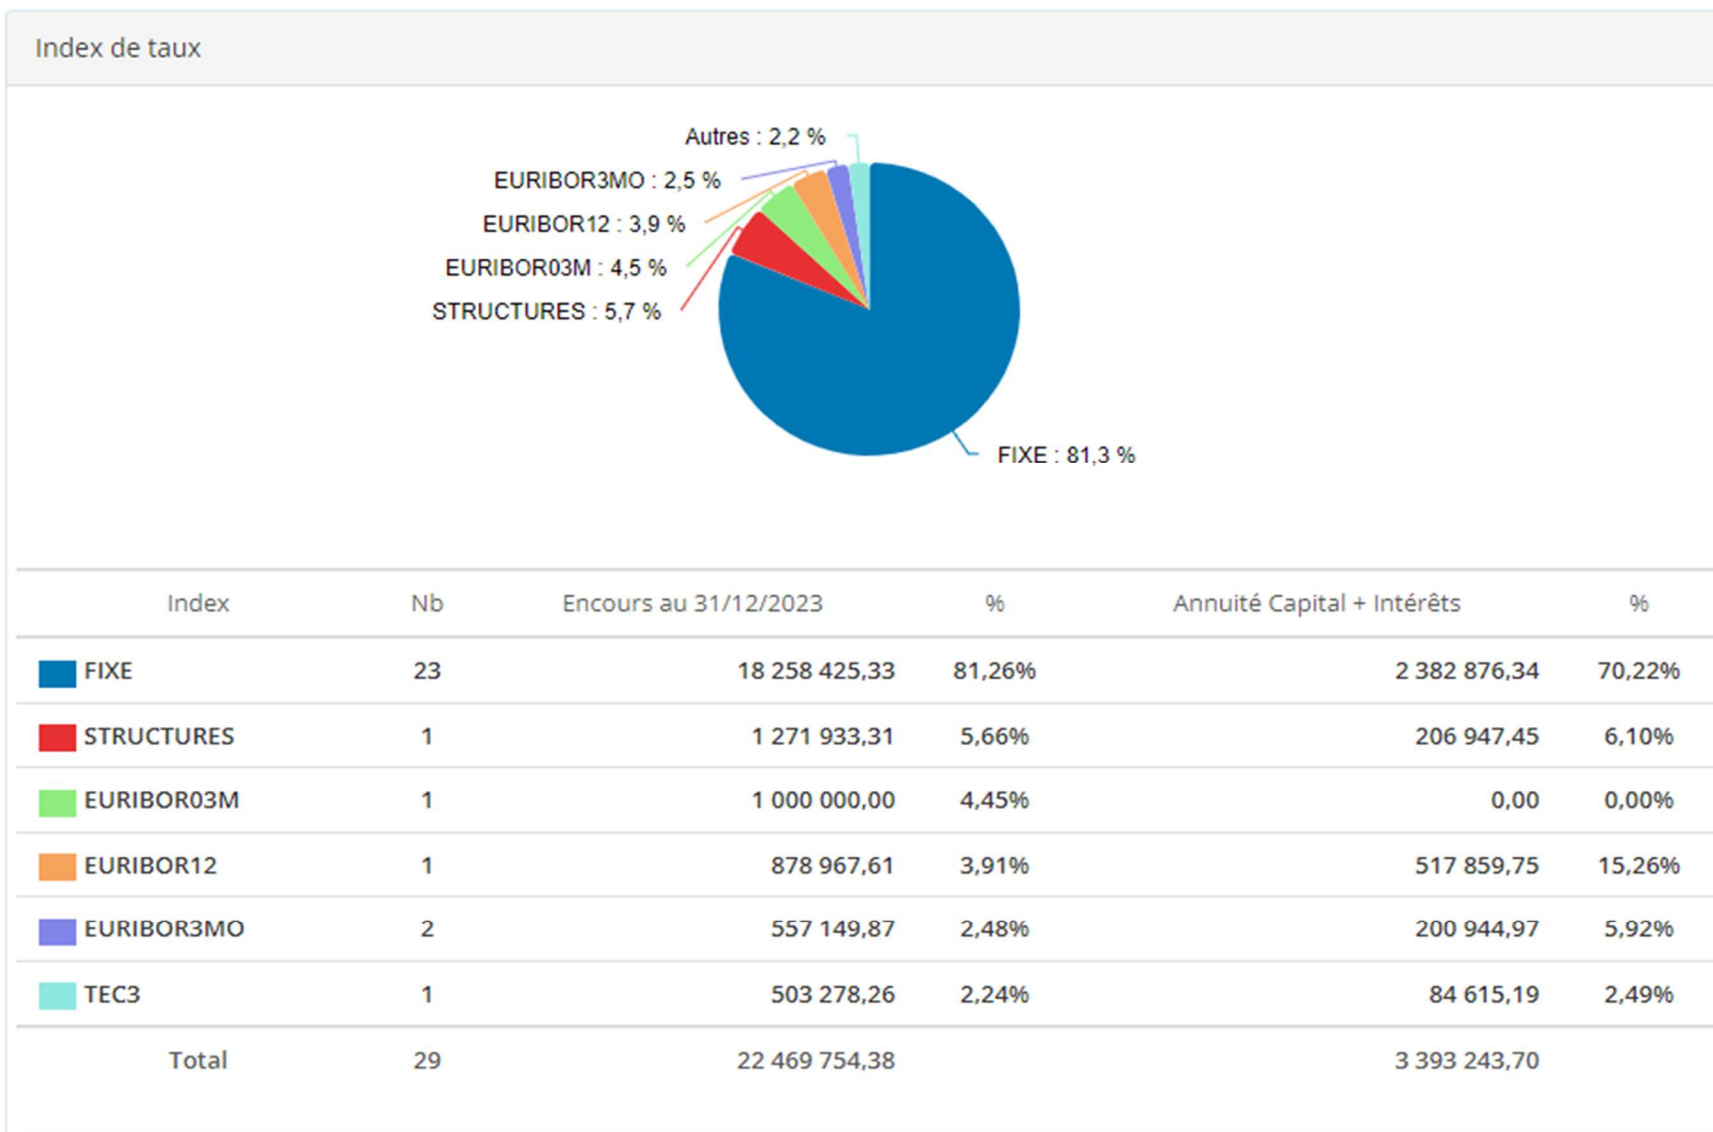 Index de taux
Autres : 2,2 %
EURIBOR3MO : 2,5 %
EURIBOR12 : 3,9 %
EURIBOR03M : 4,5 %
STRUCTURES : 5,7 %
FIXE : 81,3 %
Index Nb Encours au 31/12/2023 % Annuité Capital + Intérêts %
FIXE 23 18 258 425,33 81,26% 2 382 876,34 70,22%
STRUCTURES 1 1 271 933,31 5,66% 206 947,45 6,10%
EURIBOR03M 1 1 000 000,00 4,45% 0,00 0,00%
EURIBOR12 1 878 967,61 3,91% 517 859,75 15,26%
EURIBOR3MO 2 557 149,87 2,48% 200 944,97 5,92%
TEC3 1 503 278,26 2,24% 84 615,19 2,49%
Total 29 22 469 754,38 3 393 243,70